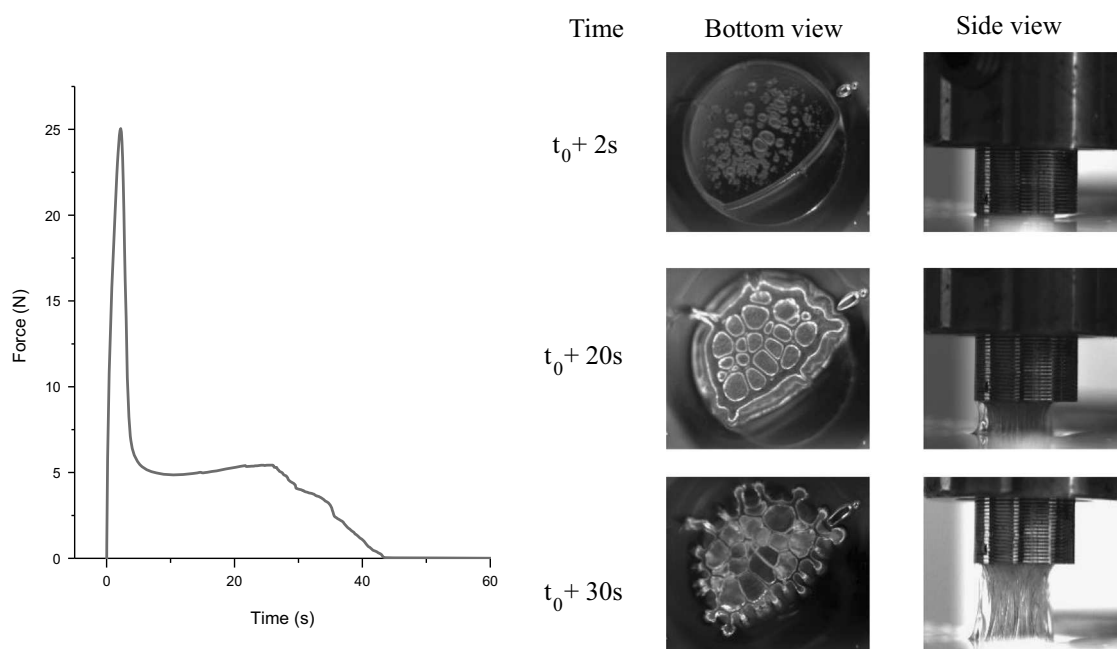 Time Bottom view Side view
t₀+ 2s
t₀+ 20s
t₀+ 30s
Force (N)
25
20
15
10
5
0
0 20 40 60
Time (s)